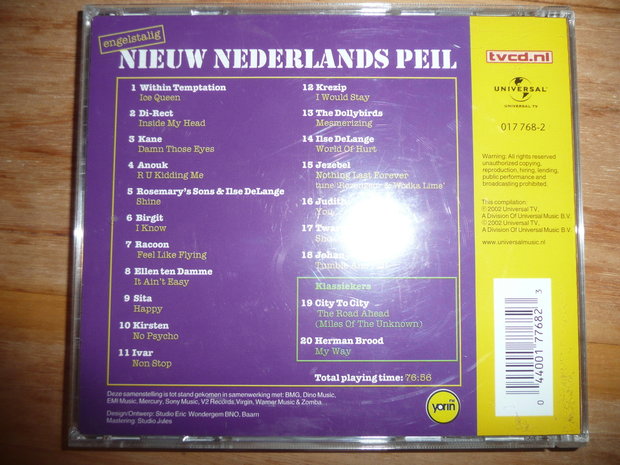 engelstalig
NIEUW NEDERLANDS PEIL
1 Within Temptation
Ice Queen
2 Di-Rect
Inside My Head
3 Kane
Damn Those Eyes
4 Anouk
R U Kidding Me
5 Rosemary's Sons & Ilse DeLange
Shine
6 Birgit
I Know
7 Racoon
Feel Like Flying
8 Ellen ten Damme
It Ain't Easy
9 Sita
Happy
10 Kirsten
No Psycho
11 Ivar
Non Stop
12 Krezip
I Would Stay
13 The Dollybirds
Mesmerizing
14 Ilse DeLange
World Of Hurt
15 Jezebel
Nothing Last Forever
tune 'Rozengeur & Wodka Lime'
16 Judith
You
17
18 Johan
Tumble And
Klassiekers
19 City To City
The Road Ahead
(Miles Of The Unknown)
20 Herman Brood
My Way
Total playing time: 76:56
Deze samenstelling is tot stand gekomen in samenwerking met: BMG, Dino Music,
EMI Music, Mercury, Sony Music, V2 Records, Virgin, Warner Music & Zomba...
Design/Ontwerp: Studio Eric Wondergem BNO, Baarn
Mastering: Studio Jules
yorin FM
tvcd.nl
UNIVERSAL
UNIVERSAL TV
017 768-2
Warning: All rights reserved
unauthorized copying,
reproduction, hiring, lending,
public performance and
broadcasting prohibited.
This compilation
℗2002 Universal TV,
A Division Of Universal Music B.V.
©2002 Universal TV,
A Division Of Universal Music B.V.
www.universalmusic.nl
0 44001 77682 3